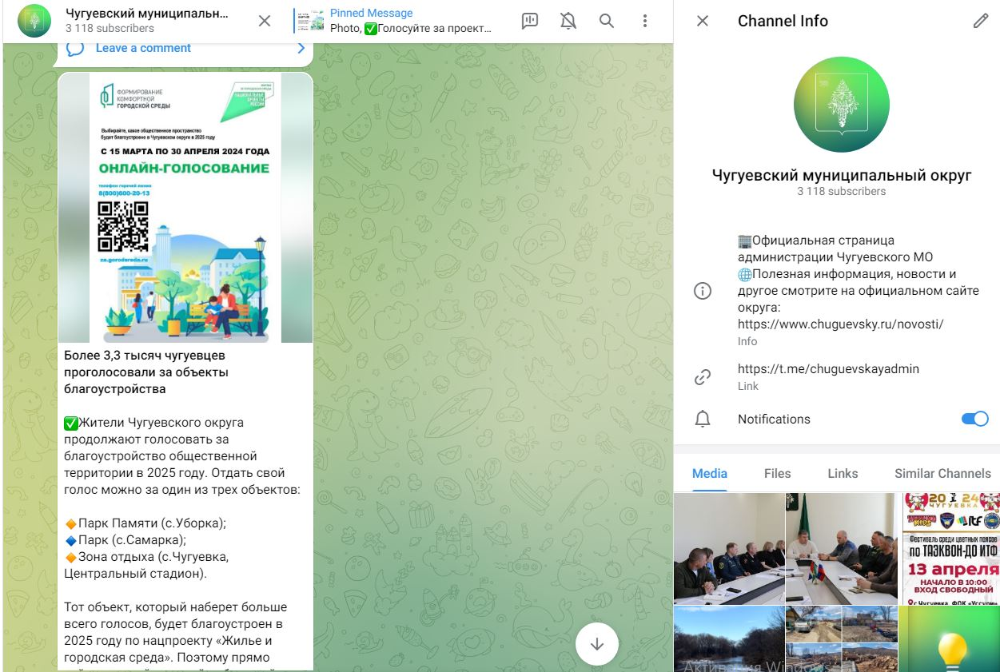 Чугуевский муниципальн...
3 118 subscribers
Pinned Message
Photo, ✅Голосуйте за проект...
Leave a comment
ФОРМИРОВАНИЕ
КОМФОРТНОЙ
ГОРОДСКОЙ СРЕДЫ
НАЦИОНАЛЬНЫЕ
ПРОЕКТЫ
РОССИИ
Выбирайте, какое общественное пространство
будет благоустроено в Чугуевском округе в 2025 году
С 15 МАРТА ПО 30 АПРЕЛЯ 2024 ГОДА
ОНЛАЙН-ГОЛОСОВАНИЕ
телефон горячей линии
8(800)600-20-13
za.gorodsreda.ru
Более 3,3 тысяч чугуевцев
проголосовали за объекты
благоустройства
✅Жители Чугуевского округа
продолжают голосовать за
благоустройство общественной
территории в 2025 году. Отдать свой
голос можно за один из трех объектов:
🔸Парк Памяти (с.Уборка);
🔹Парк (с.Самарка);
🔸Зона отдыха (с.Чугуевка,
Центральный стадион).
Тот объект, который наберет больше
всего голосов, будет благоустроен в
2025 году по нацпроекту «Жилье и
городская среда». Поэтому прямо
Channel Info
Чугуевский муниципальный округ
3 118 subscribers
🏢Официальная страница
администрации Чугуевского МО
🌐Полезная информация, новости и
другое смотрите на официальном сайте
округа:
https://www.chuguevsky.ru/novosti/
Info
https://t.me/chuguevskayadmin
Link
Notifications
Media
Files
Links
Similar Channels
20 24
ЧУГУЕВКА
ITF
Фестиваль среди цветных поясов
по ТАЭКВОН-ДО ИТФ
13 апреля
НАЧАЛО В 10:00
ВХОД СВОБОДНЫЙ
с.Чугуевка, ФОК «Уссури»
Активация Windows